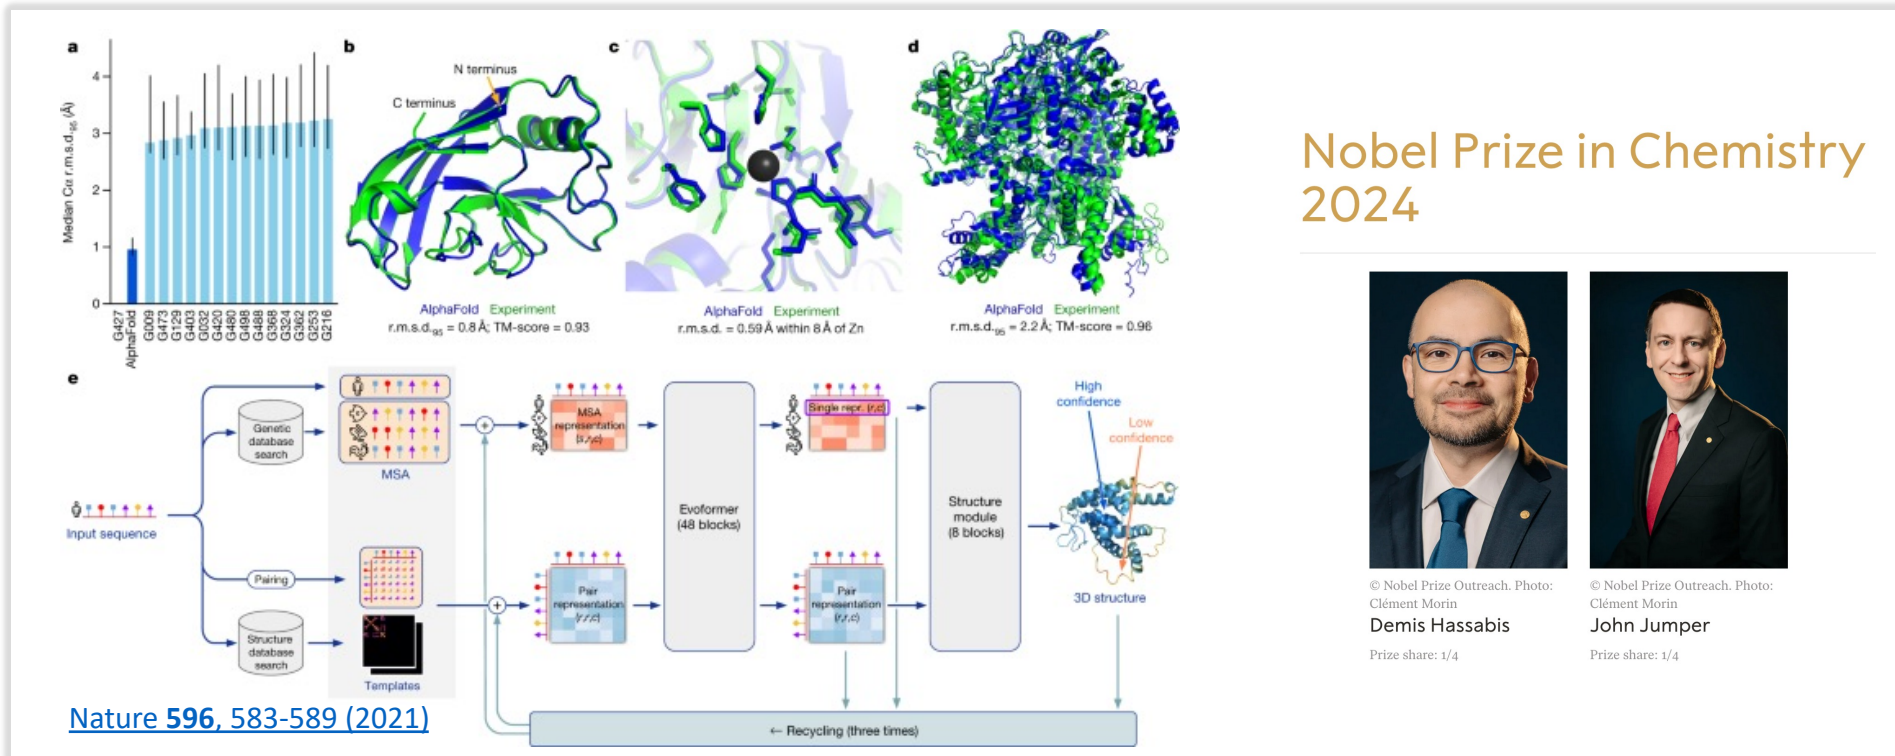 a
Median Cα r.m.s.d.95 (Å)
4
3
2
1
0
G427
AlphaFold
G009
G473
G129
G403
G032
G420
G480
G498
G488
G368
G324
G362
G253
G216
b
N terminus
C terminus
AlphaFold Experiment
r.m.s.d.95 = 0.8 Å; TM-score = 0.93
c
AlphaFold Experiment
r.m.s.d. = 0.59 Å within 8 Å of Zn
d
AlphaFold Experiment
r.m.s.d.95 = 2.2 Å; TM-score = 0.96
e
Input sequence
Genetic
database
search
Pairing
Structure
database
search
MSA
Templates
+
+
MSA
representation
(s,r,c)
Pair
representation
(r,r,c)
Evoformer
(48 blocks)
Single repr. (r,c)
Pair
representation
(r,r,c)
Structure
module
(8 blocks)
High
confidence
Low
confidence
3D structure
← Recycling (three times)
Nature 596, 583-589 (2021)
Nobel Prize in Chemistry
2024
© Nobel Prize Outreach. Photo:
Clément Morin
Demis Hassabis
Prize share: 1/4
© Nobel Prize Outreach. Photo:
Clément Morin
John Jumper
Prize share: 1/4